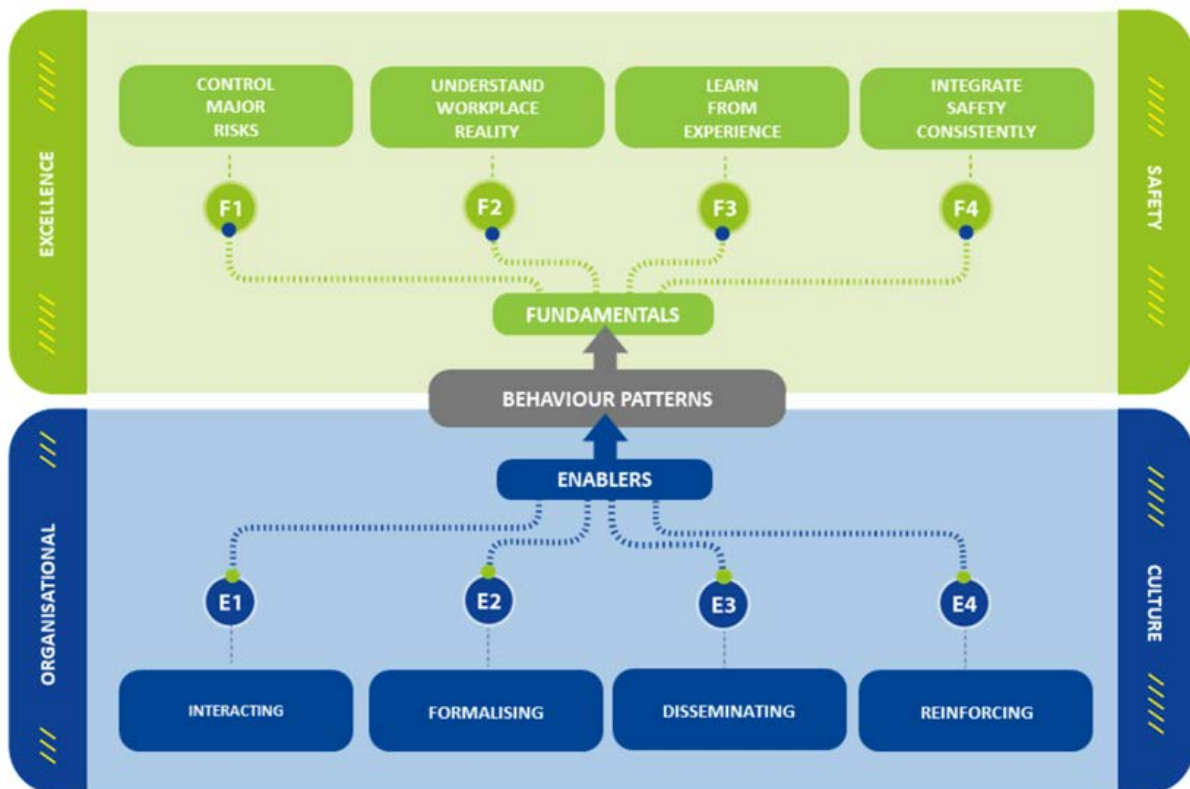 EXCELLENCE
SAFETY
CONTROL
MAJOR
RISKS
UNDERSTAND
WORKPLACE
REALITY
LEARN
FROM
EXPERIENCE
INTEGRATE
SAFETY
CONSISTENTLY
F1
F2
F3
F4
FUNDAMENTALS
BEHAVIOUR PATTERNS
ENABLERS
ORGANISATIONAL
CULTURE
E1
E2
E3
E4
INTERACTING
FORMALISING
DISSEMINATING
REINFORCING